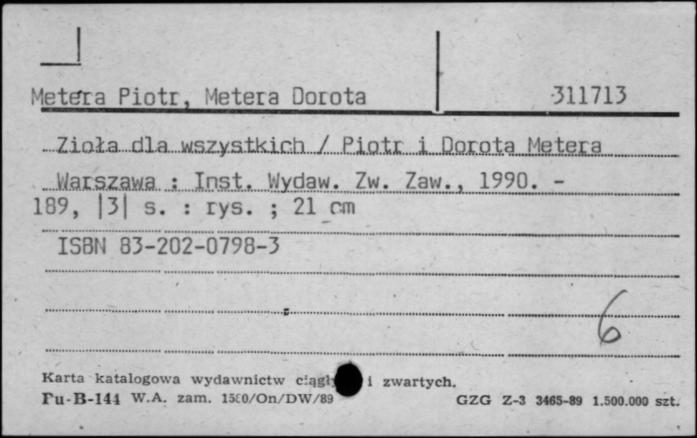 Metera Piotr, Metera Dorota 311713
Zioła dla wszystkich / Piotr i Dorota Metera
Warszawa : Inst. Wydaw. Zw. Zaw., 1990. -
189, |3| s. : rys. ; 21 cm
ISBN 83-202-0798-3
6
Karta katalogowa wydawnictw i zwartych.
Pu-B-144 W.A. zam. 1500/On/DW/89 GZG Z-3 3465-89 1.500.000 szt.